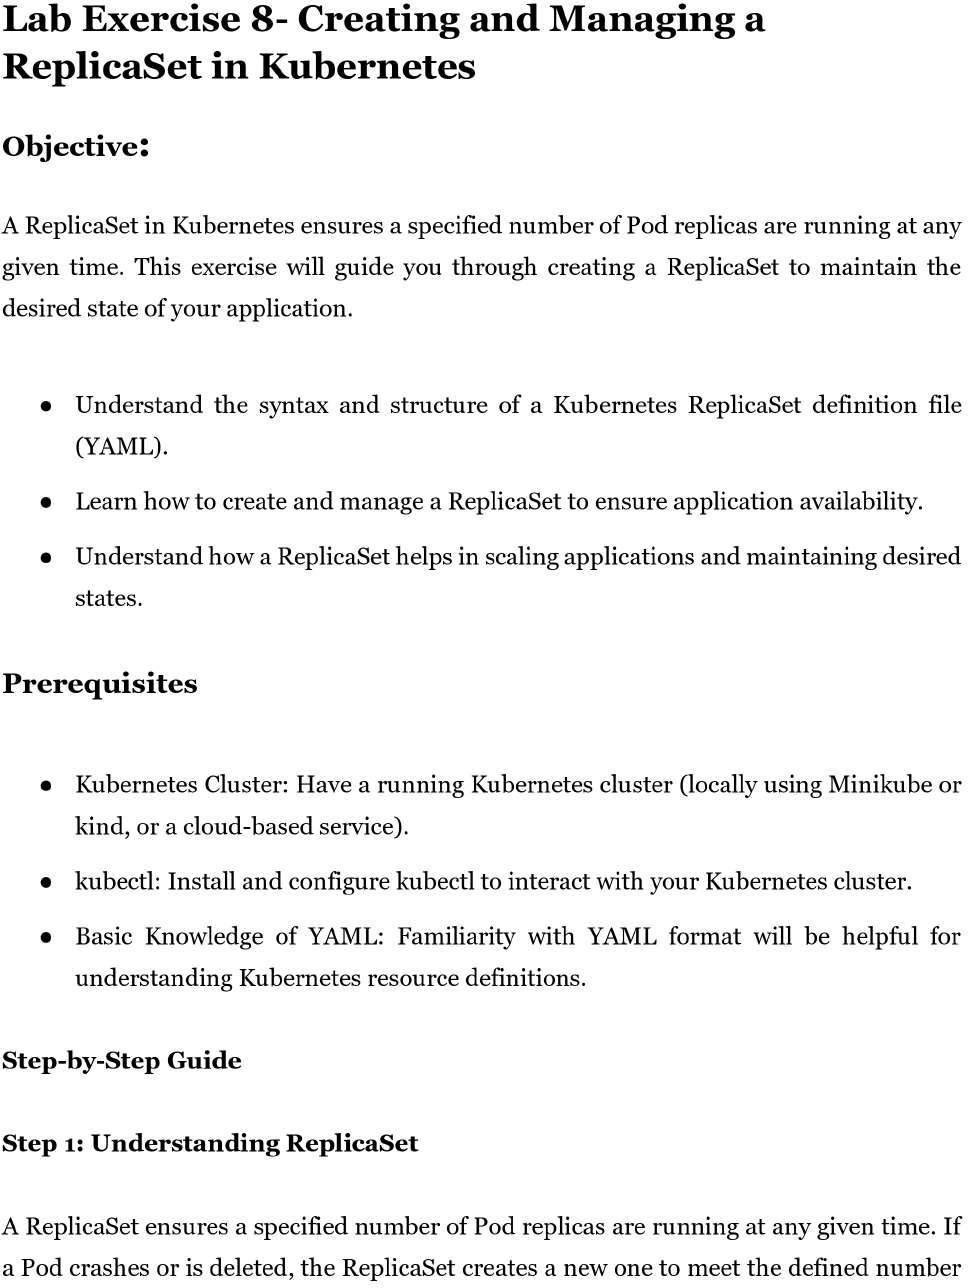 Lab Exercise 8- Creating and Managing a
ReplicaSet in Kubernetes
Objective:
A ReplicaSet in Kubernetes ensures a specified number of Pod replicas are running at any
given time. This exercise will guide you through creating a ReplicaSet to maintain the
desired state of your application.
● Understand the syntax and structure of a Kubernetes ReplicaSet definition file
(YAML).
● Learn how to create and manage a ReplicaSet to ensure application availability.
● Understand how a ReplicaSet helps in scaling applications and maintaining desired
states.
Prerequisites
● Kubernetes Cluster: Have a running Kubernetes cluster (locally using Minikube or
kind, or a cloud-based service).
● kubectl: Install and configure kubectl to interact with your Kubernetes cluster.
● Basic Knowledge of YAML: Familiarity with YAML format will be helpful for
understanding Kubernetes resource definitions.
Step-by-Step Guide
Step 1: Understanding ReplicaSet
A ReplicaSet ensures a specified number of Pod replicas are running at any given time. If
a Pod crashes or is deleted, the ReplicaSet creates a new one to meet the defined number